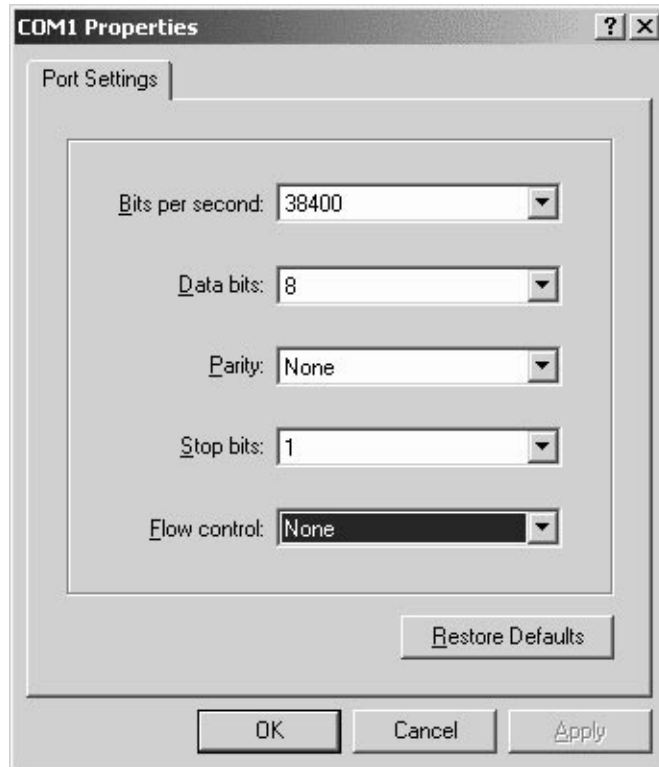 COM1 Properties
Port Settings
Bits per second: 38400
Data bits: 8
Parity: None
Stop bits: 1
Flow control: None
Restore Defaults
OK Cancel Apply